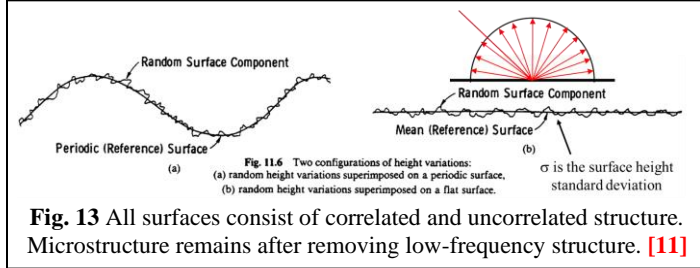 Random Surface Component
Periodic (Reference) Surface
(a)
Random Surface Component
Mean (Reference) Surface
(b)
σ is the surface height
standard deviation
Fig. 11.6 Two configurations of height variations:
(a) random height variations superimposed on a periodic surface,
(b) random height variations superimposed on a flat surface.
Fig. 13 All surfaces consist of correlated and uncorrelated structure.
Microstructure remains after removing low-frequency structure. [11]